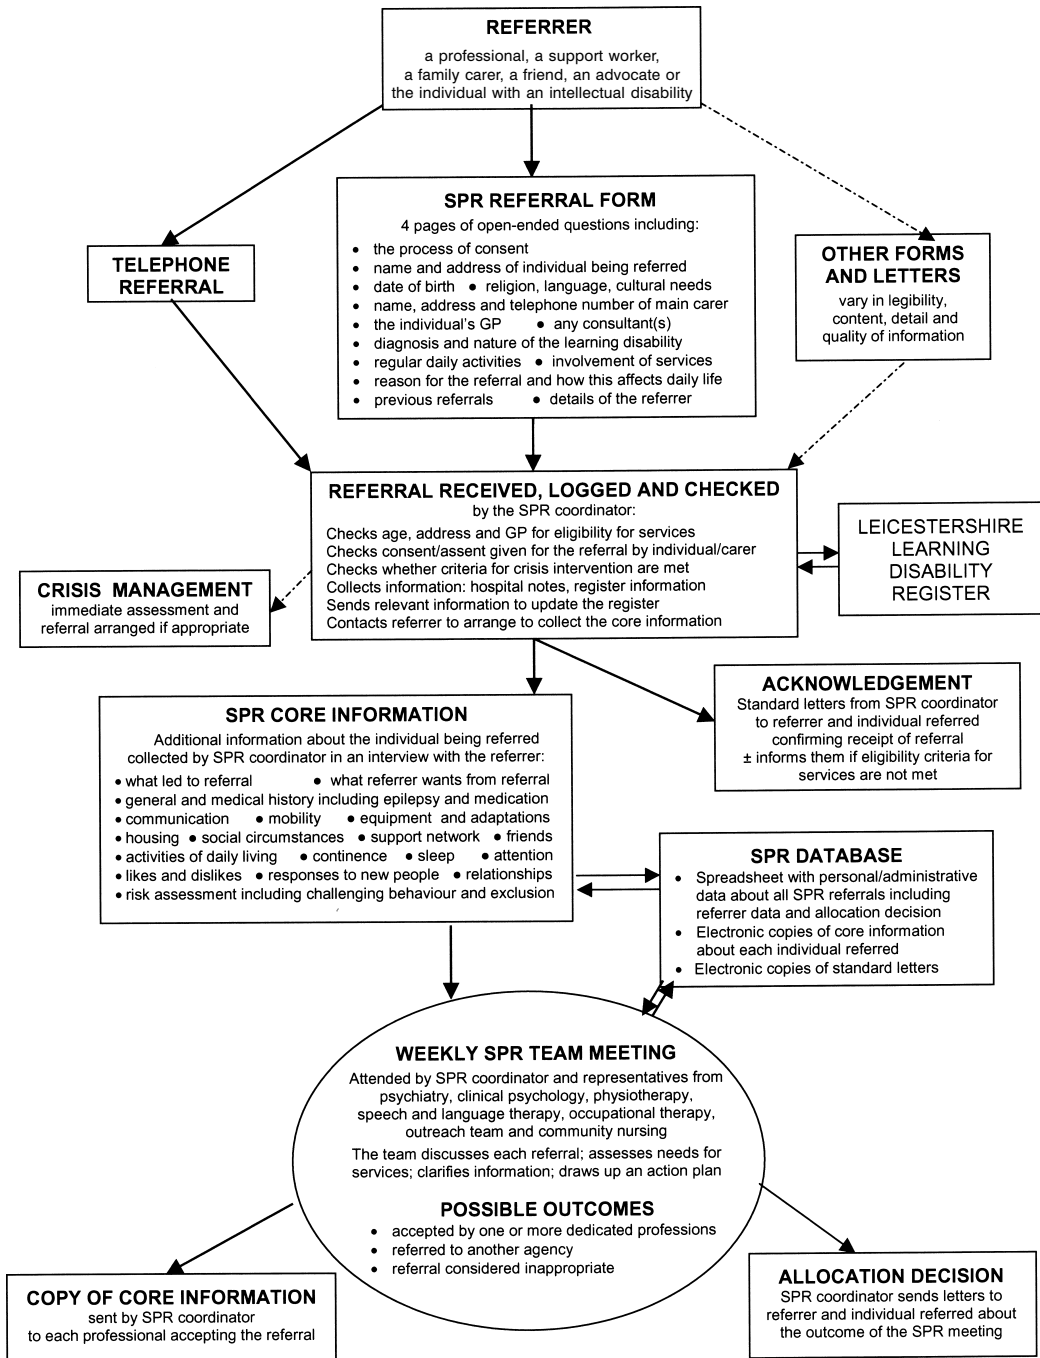 REFERRER
a professional, a support worker,
a family carer, a friend, an advocate or
the individual with an intellectual disability
SPR REFERRAL FORM
4 pages of open-ended questions including:
• the process of consent
• name and address of individual being referred
• date of birth • religion, language, cultural needs
• name, address and telephone number of main carer
• the individual's GP • any consultant(s)
• diagnosis and nature of the learning disability
• regular daily activities • involvement of services
• reason for the referral and how this affects daily life
• previous referrals • details of the referrer
TELEPHONE
REFERRAL
OTHER FORMS
AND LETTERS
vary in legibility,
content, detail and
quality of information
REFERRAL RECEIVED, LOGGED AND CHECKED
by the SPR coordinator:
Checks age, address and GP for eligibility for services
Checks consent/assent given for the referral by individual/carer
Checks whether criteria for crisis intervention are met
Collects information: hospital notes, register information
Sends relevant information to update the register
Contacts referrer to arrange to collect the core information
LEICESTERSHIRE
LEARNING
DISABILITY
REGISTER
CRISIS MANAGEMENT
immediate assessment and
referral arranged if appropriate
ACKNOWLEDGEMENT
Standard letters from SPR coordinator
to referrer and individual referred
confirming receipt of referral
± informs them if eligibility criteria for
services are not met
SPR CORE INFORMATION
Additional information about the individual being referred
collected by SPR coordinator in an interview with the referrer:
• what led to referral • what referrer wants from referral
• general and medical history including epilepsy and medication
• communication • mobility • equipment and adaptations
• housing • social circumstances • support network • friends
• activities of daily living • continence • sleep • attention
• likes and dislikes • responses to new people • relationships
• risk assessment including challenging behaviour and exclusion
SPR DATABASE
• Spreadsheet with personal/administrative
data about all SPR referrals including
referrer data and allocation decision
• Electronic copies of core information
about each individual referred
• Electronic copies of standard letters
WEEKLY SPR TEAM MEETING
Attended by SPR coordinator and representatives from
psychiatry, clinical psychology, physiotherapy,
speech and language therapy, occupational therapy,
outreach team and community nursing
The team discusses each referral; assesses needs for
services; clarifies information; draws up an action plan
POSSIBLE OUTCOMES
• accepted by one or more dedicated professions
• referred to another agency
• referral considered inappropriate
COPY OF CORE INFORMATION
sent by SPR coordinator
to each professional accepting the referral
ALLOCATION DECISION
SPR coordinator sends letters to
referrer and individual referred about
the outcome of the SPR meeting